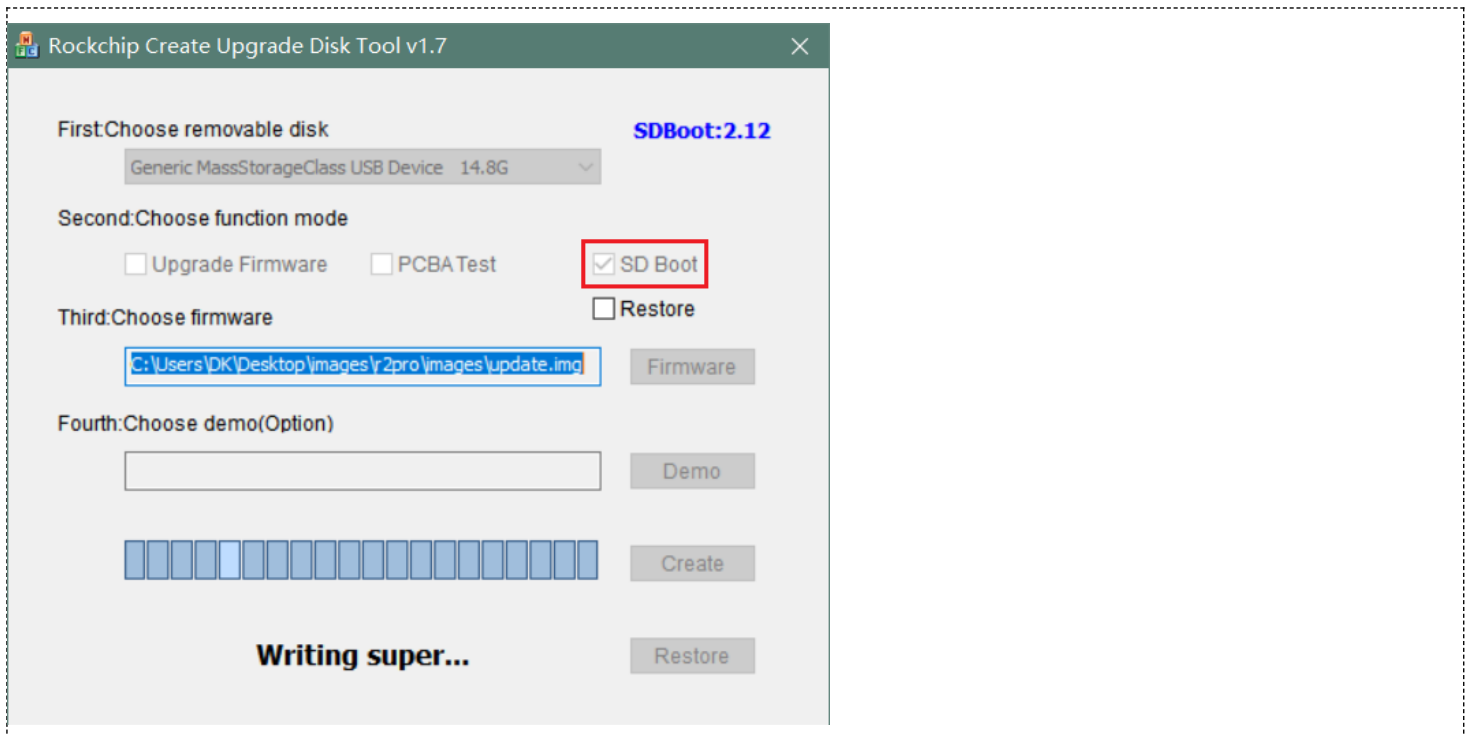 Rockchip Create Upgrade Disk Tool v1.7
First:Choose removable disk
SDBoot:2.12
Generic MassStorageClass USB Device 14.8G
Second:Choose function mode
Upgrade Firmware
PCBA Test
SD Boot
Restore
Third:Choose firmware
C:\Users\DK\Desktop\images\r2pro\images\update.img
Firmware
Fourth:Choose demo(Option)
Demo
Create
Writing super...
Restore